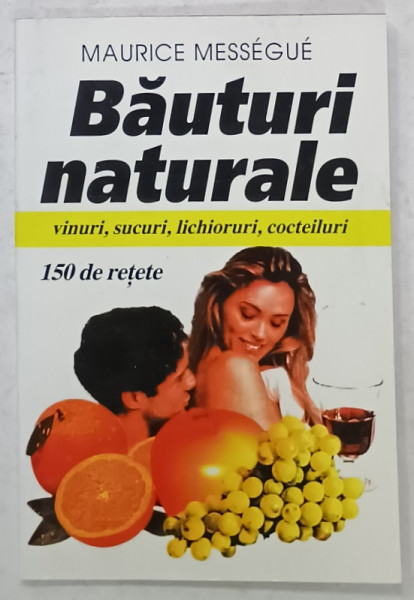 MAURICE MESSÉGUÉ
Băuturi
naturale
vinuri, sucuri, lichioruri, cocteiluri
150 de rețete